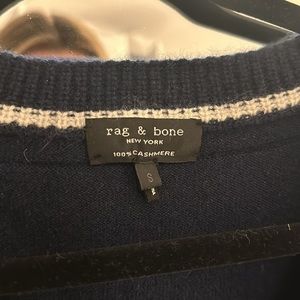 rag & bone
NEW YORK
100% CASHMERE
S